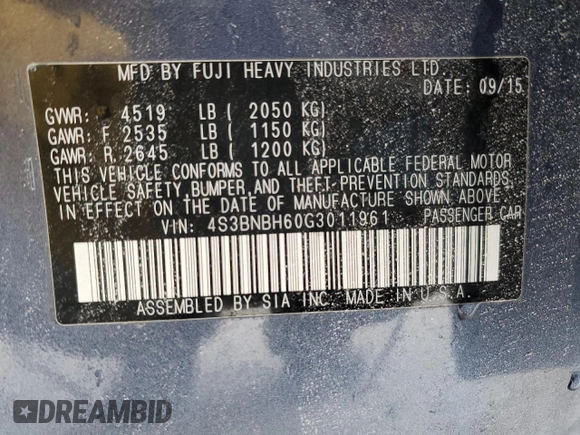 MFD BY FUJI HEAVY INDUSTRIES LTD.
DATE: 09/15
GVWR: 4519 LB ( 2050 KG)
GAWR: F. 2535 LB ( 1150 KG)
GAWR: R. 2645 LB ( 1200 KG)
THIS VEHICLE CONFORMS TO ALL APPLICABLE FEDERAL MOTOR
VEHICLE SAFETY, BUMPER, AND THEFT-PREVENTION STANDARDS
IN EFFECT ON THE DATE OF MANUFACTURE SHOWN ABOVE.
VIN: 4S3BNBH60G3011961 PASSENGER CAR
ASSEMBLED BY SIA INC. MADE IN U.S.A.
DREAMBID